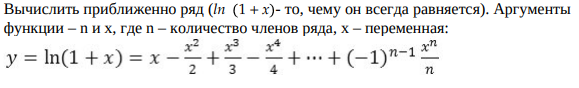 Вычислить приближенно ряд (ln (1 + x)- то, чему он всегда равняется). Аргументы
функции – n и x, где n – количество членов ряда, x – переменная:
y = ln(1 + x) = x − x²/2 + x³/3 − x⁴/4 + ⋯ + (−1)ⁿ⁻¹ xⁿ/n